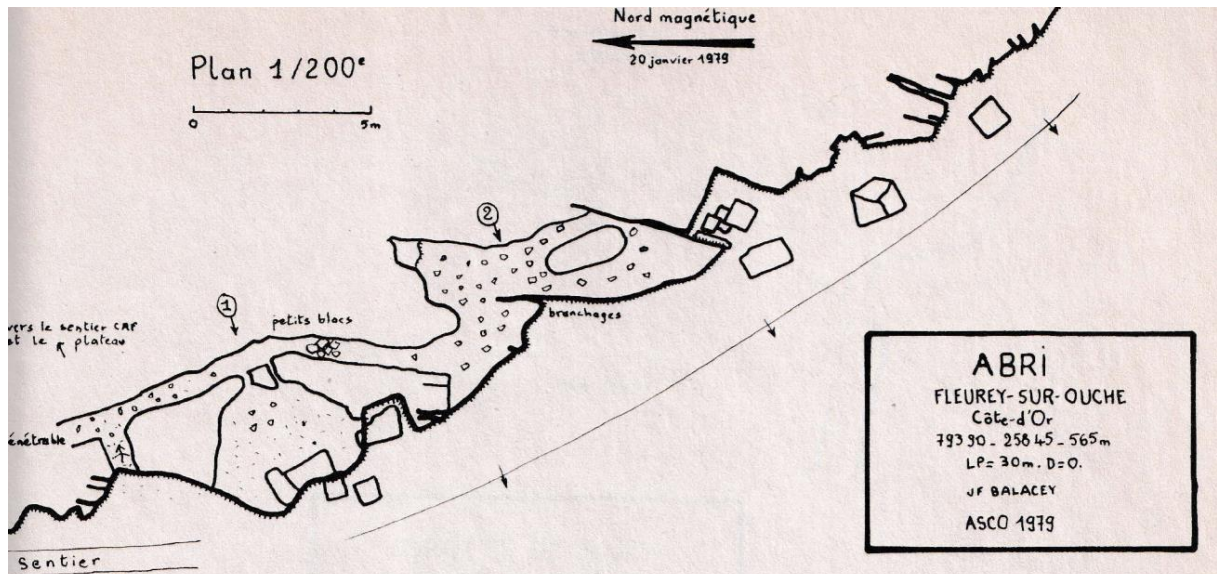 Nord magnétique
20 janvier 1979
Plan 1/200e
0 5m
2
1
petits blocs
vers le sentier CAF
et le plateau
branchages
énétrable
Sentier
ABRI
FLEUREY-SUR-OUCHE
Côte-d'Or
793 90 - 258 45 - 565m
LP= 30m. D=0.
JF BALACEY
ASCO 1979